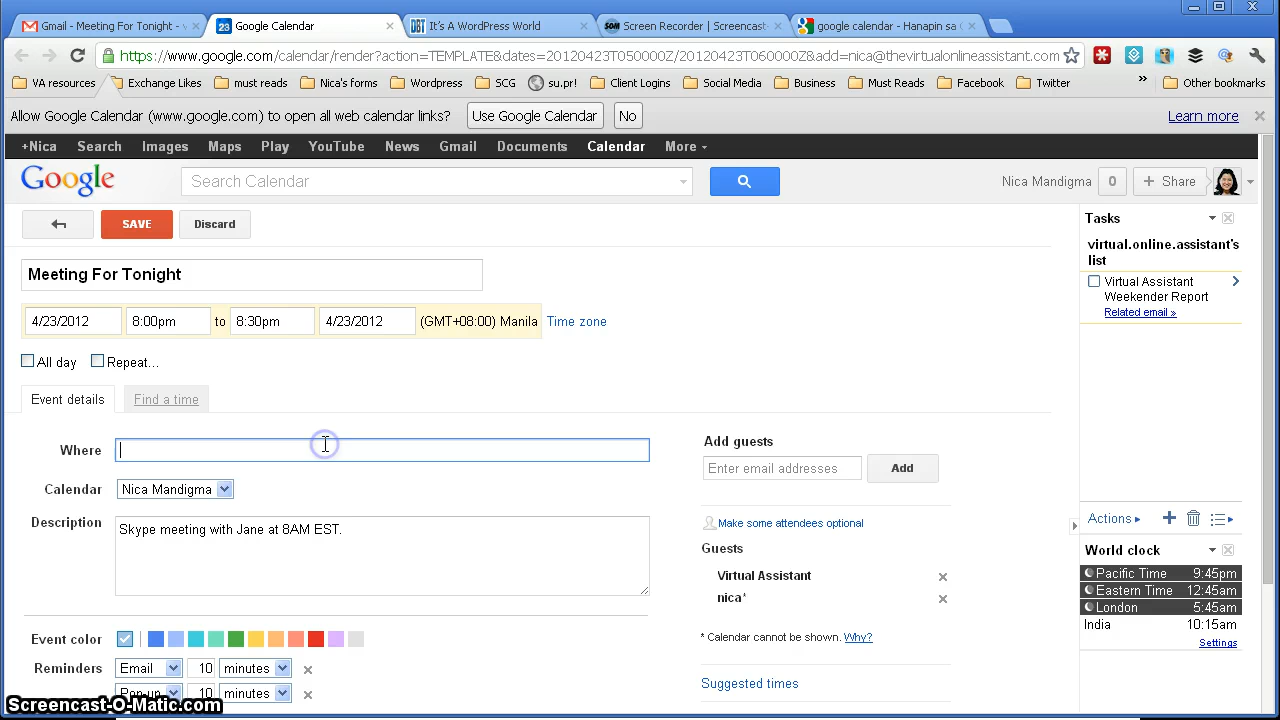 Gmail - Meeting For Tonight - v
Google Calendar
It's A WordPress World
Screen Recorder | Screencast-
google calendar - Hanapin sa
https://www.google.com/calendar/render?action=TEMPLATE&dates=20120423T050000Z/20120423T060000Z&add=nica@thevirtualonlineassistant.com
VA resources
Exchange Likes
must reads
Nica's forms
Wordpress
SCG
su.pr!
Client Logins
Social Media
Business
Must Reads
Facebook
Twitter
Other bookmarks
Allow Google Calendar (www.google.com) to open all web calendar links?
Use Google Calendar
No
Learn more
+Nica Search Images Maps Play YouTube News Gmail Documents Calendar More
Google
Search Calendar
Nica Mandigma
0
+ Share
SAVE
Discard
Meeting For Tonight
4/23/2012 8:00pm to 8:30pm 4/23/2012 (GMT+08:00) Manila Time zone
All day Repeat...
Event details
Find a time
Where
Calendar Nica Mandigma
Description Skype meeting with Jane at 8AM EST.
Event color
Reminders Email 10 minutes
Pop-up 10 minutes
Add guests
Enter email addresses
Add
Make some attendees optional
Guests
Virtual Assistant
nica*
* Calendar cannot be shown. Why?
Suggested times
Tasks
virtual.online.assistant's
list
Virtual Assistant
Weekender Report
Related email »
Actions
World clock
Pacific Time 9:45pm
Eastern Time 12:45am
London 5:45am
India 10:15am
Settings
Screencast-O-Matic.com